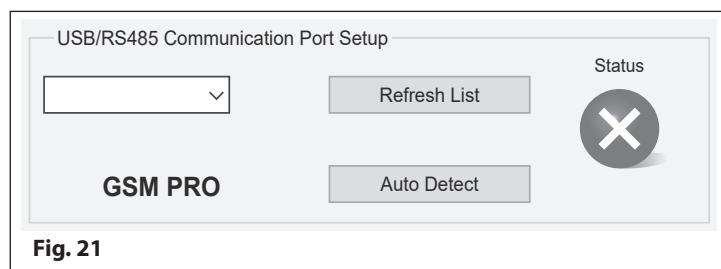 USB/RS485 Communication Port Setup
Status
Refresh List
GSM PRO
Auto Detect
Fig. 21